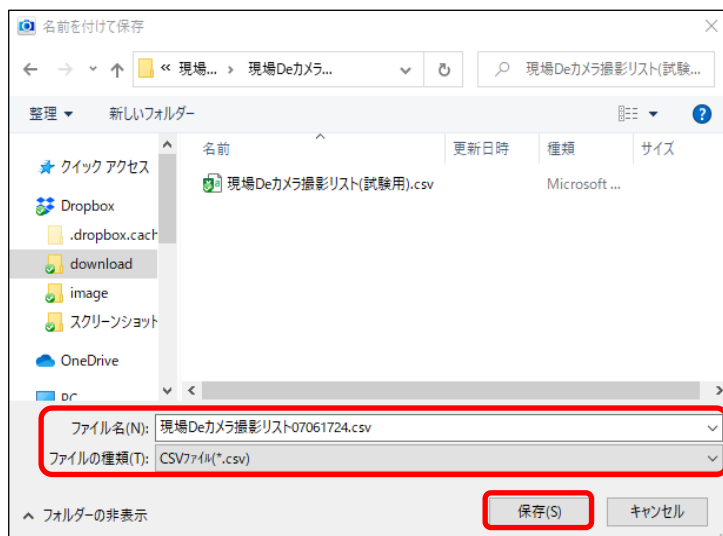 名前を付けて保存
« 現場... › 現場Deカメラ...
現場Deカメラ撮影リスト(試験...
整理 新しいフォルダー
名前 更新日時 種類 サイズ
クイック アクセス
現場Deカメラ撮影リスト(試験用).csv Microsoft ...
Dropbox
.dropbox.cach
download
image
スクリーンショット
OneDrive
PC
ファイル名(N): 現場Deカメラ撮影リスト07061724.csv
ファイルの種類(T): CSVファイル(*.csv)
フォルダーの非表示
保存(S) キャンセル